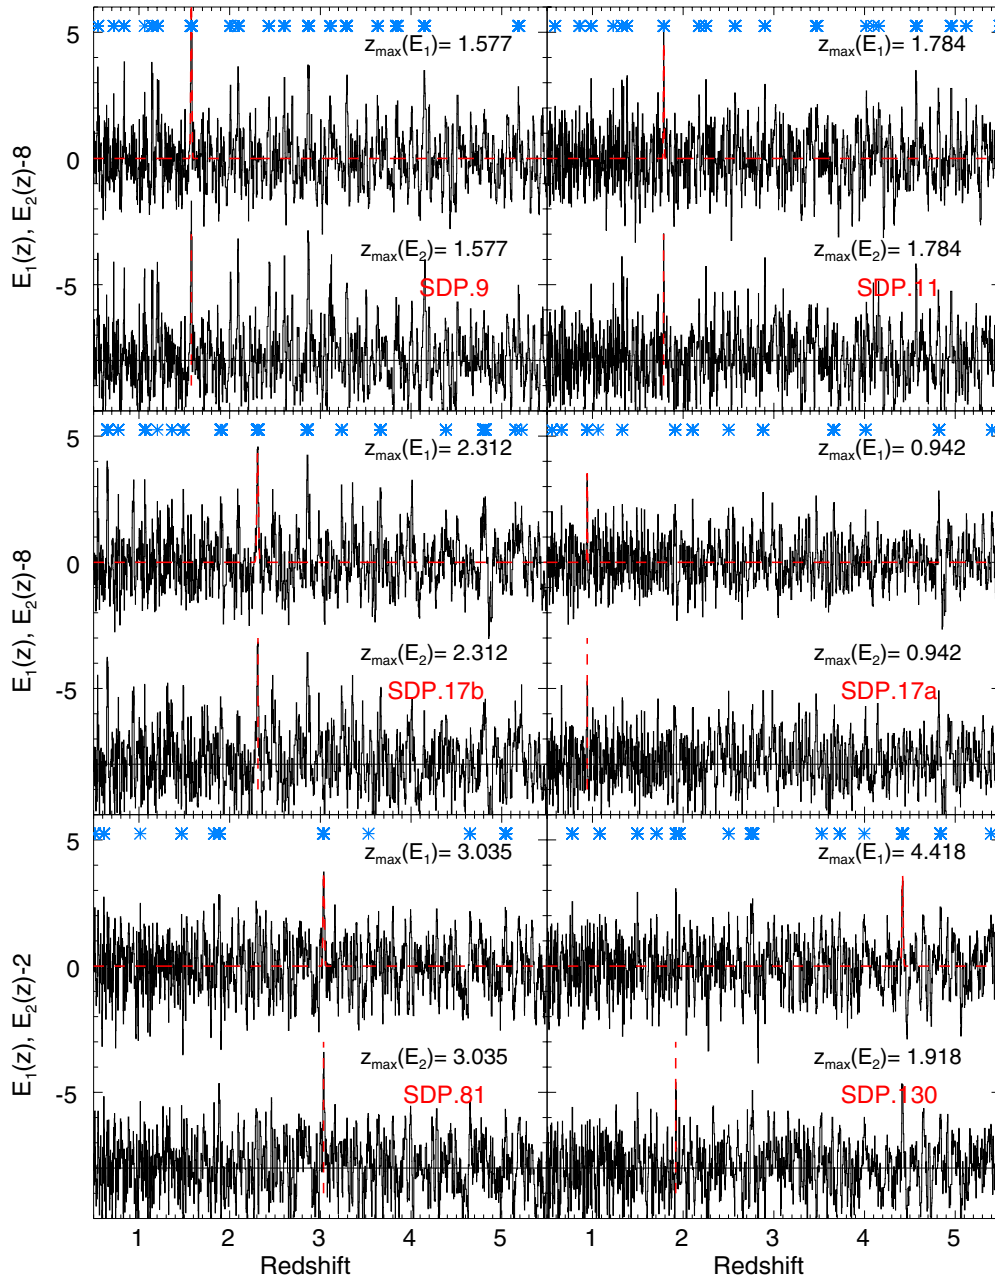 5
0
-5
E1(z), E2(z)-8
zmax(E1)= 1.577
zmax(E2)= 1.577
SDP.9
zmax(E1)= 1.784
zmax(E2)= 1.784
SDP.11
5
0
-5
E1(z), E2(z)-8
zmax(E1)= 2.312
zmax(E2)= 2.312
SDP.17b
zmax(E1)= 0.942
zmax(E2)= 0.942
SDP.17a
5
0
-5
E1(z), E2(z)-2
zmax(E1)= 3.035
zmax(E2)= 3.035
SDP.81
zmax(E1)= 4.418
zmax(E2)= 1.918
SDP.130
1 2 3 4 5
1 2 3 4 5
Redshift
Redshift